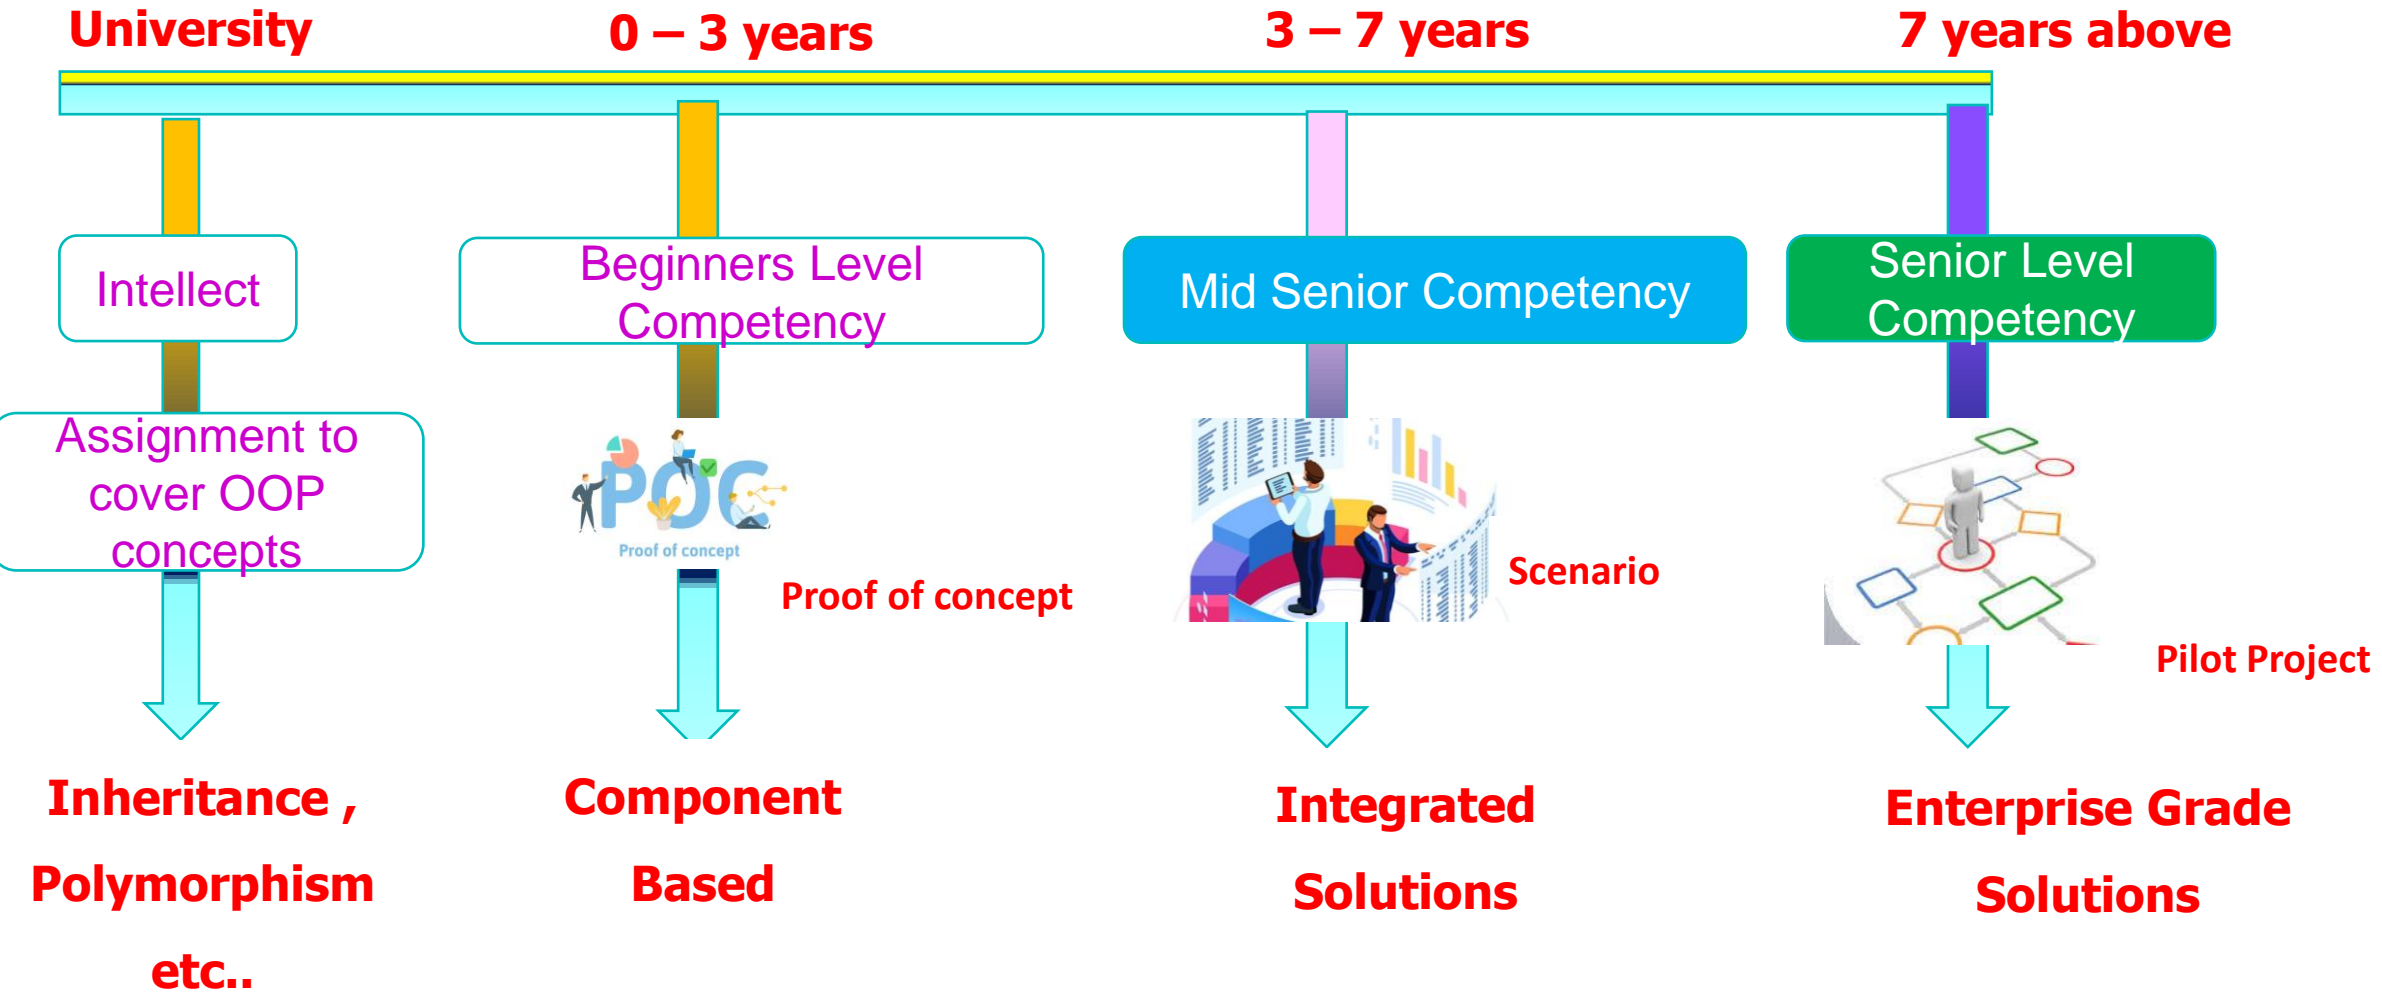 University
0 – 3 years
3 – 7 years
7 years above
Intellect
Beginners Level
Competency
Mid Senior Competency
Senior Level
Competency
Assignment to
cover OOP
concepts
POC
Proof of concept
Proof of concept
Scenario
Pilot Project
Inheritance ,
Polymorphism
etc..
Component
Based
Integrated
Solutions
Enterprise Grade
Solutions